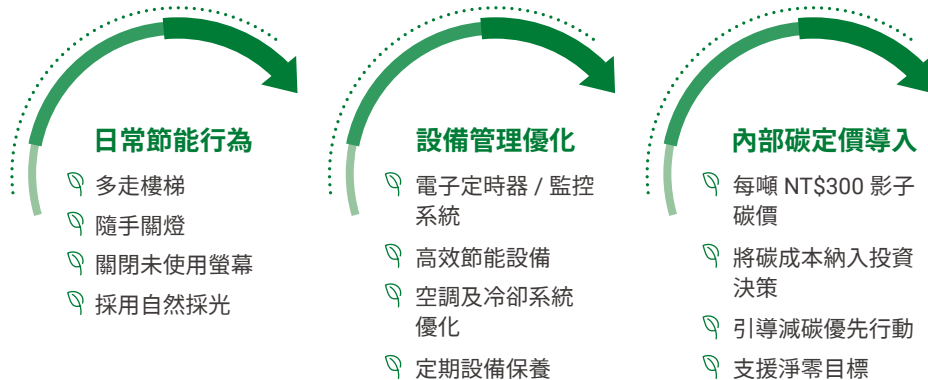 日常節能行為
多走樓梯
隨手關燈
關閉未使用螢幕
採用自然採光
設備管理優化
電子定時器 / 監控
系統
高效節能設備
空調及冷卻系統
優化
定期設備保養
內部碳定價導入
每噸 NT$300 影子
碳價
將碳成本納入投資
決策
引導減碳優先行動
支援淨零目標